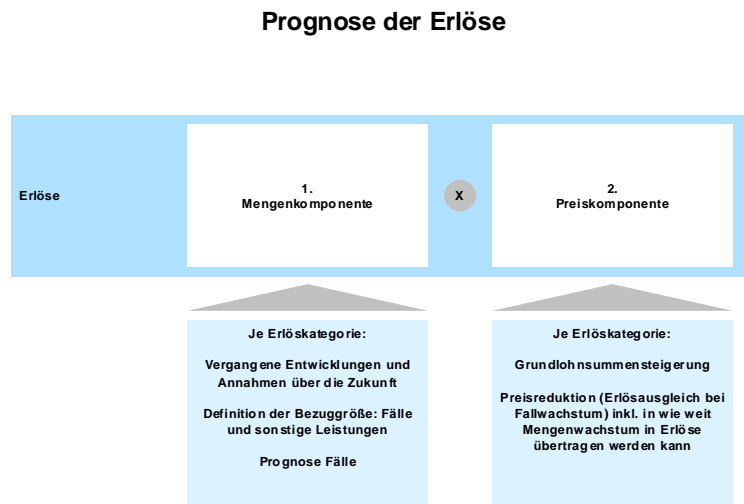 Prognose der Erlöse
Erlöse
1.
Mengenkomponente
X
2.
Preiskomponente
Je Erlöskategorie:
Vergangene Entwicklungen und
Annahmen über die Zukunft
Definition der Bezuggröße: Fälle
und sonstige Leistungen
Prognose Fälle
Je Erlöskategorie:
Grundlohnsummensteigerung
Preisreduktion (Erlösausgleich bei
Fallwachstum) inkl. in wie weit
Mengenwachstum in Erlöse
übertragen werden kann